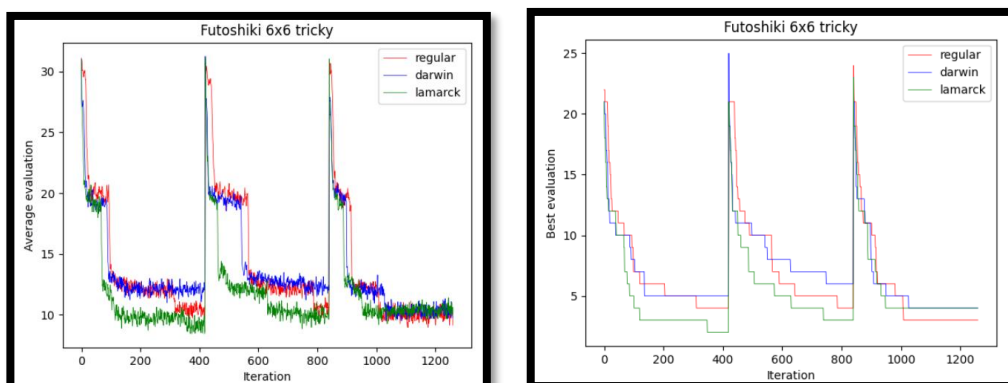 Futoshiki 6x6 tricky
regular
darwin
lamarck
30
25
20
15
10
Average evaluation
0 200 400 600 800 1000 1200
Iteration
Futoshiki 6x6 tricky
regular
darwin
lamarck
25
20
15
10
5
Best evaluation
0 200 400 600 800 1000 1200
Iteration